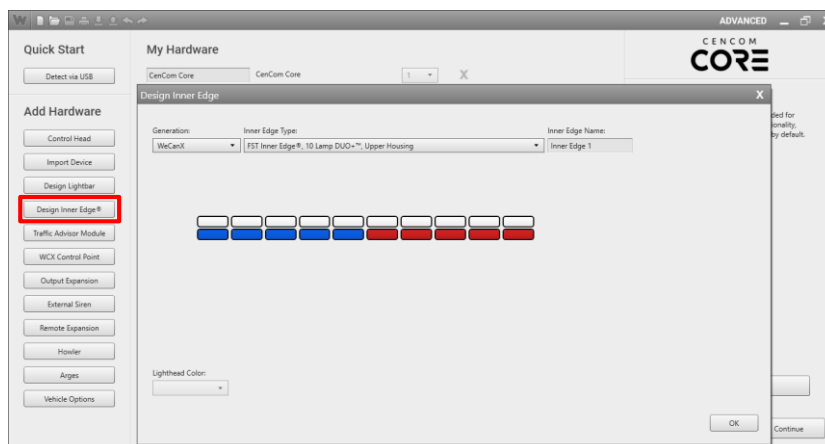 W
ADVANCED
Quick Start
Detect via USB
Add Hardware
Control Head
Import Device
Design Lightbar
Design Inner Edge®
Traffic Advisor Module
WCX Control Point
Output Expansion
External Siren
Remote Expansion
Howler
Arges
Vehicle Options
My Hardware
CenCom Core
CenCom Core
1
X
CENCOM
CORE
Design Inner Edge
X
Generation:
WeCanX
Inner Edge Type:
FST Inner Edge®, 10 Lamp DUO+™, Upper Housing
Inner Edge Name:
Inner Edge 1
Lighthead Color:
OK
ded for
ionality,
by default.
Continue